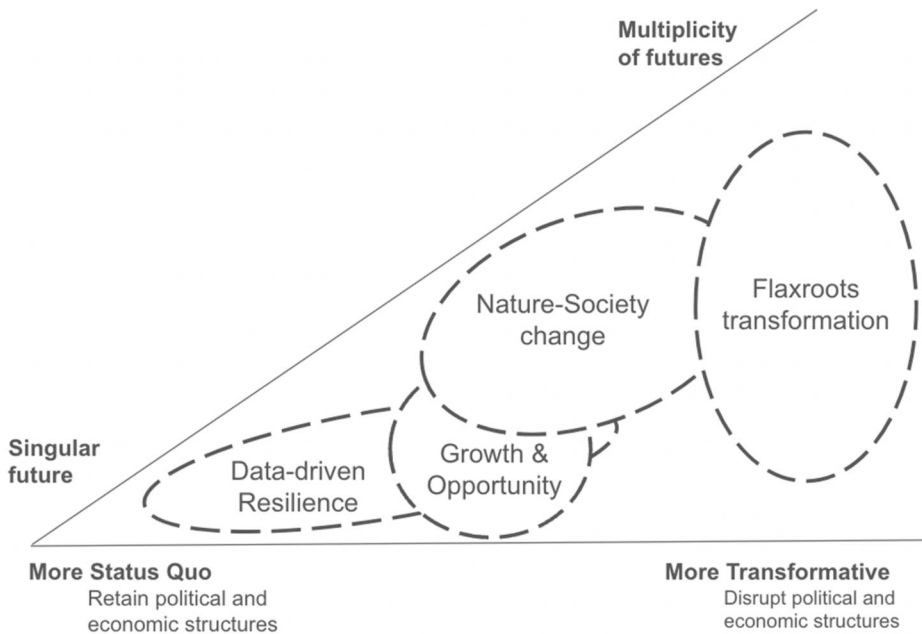 Multiplicity
of futures
Nature-Society
change
Flaxroots
transformation
Singular
future
Data-driven
Resilience
Growth &
Opportunity
More Status Quo
Retain political and
economic structures
More Transformative
Disrupt political and
economic structures